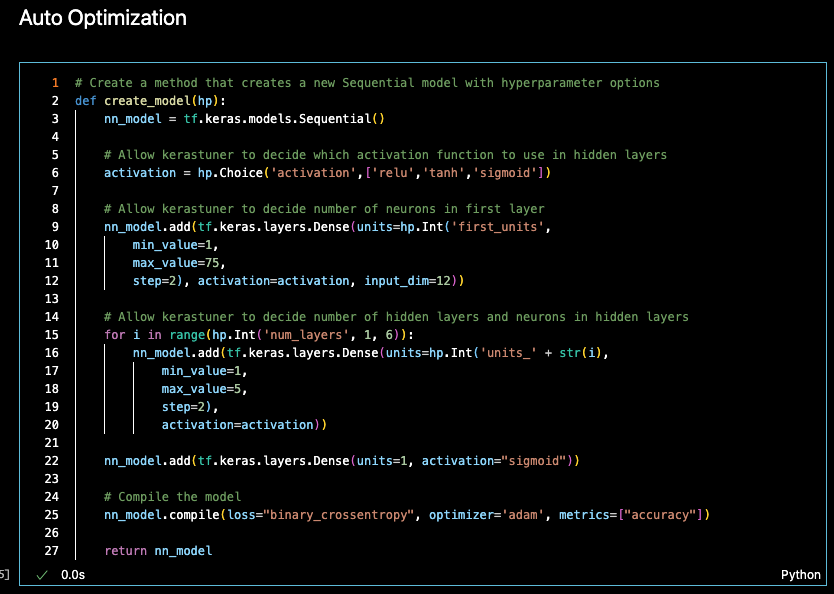 Auto Optimization
1 # Create a method that creates a new Sequential model with hyperparameter options
2 def create_model(hp):
3     nn_model = tf.keras.models.Sequential()
4
5     # Allow kerastuner to decide which activation function to use in hidden layers
6     activation = hp.Choice('activation',['relu','tanh','sigmoid'])
7
8     # Allow kerastuner to decide number of neurons in first layer
9     nn_model.add(tf.keras.layers.Dense(units=hp.Int('first_units',
10         min_value=1,
11         max_value=75,
12         step=2), activation=activation, input_dim=12))
13
14     # Allow kerastuner to decide number of hidden layers and neurons in hidden layers
15     for i in range(hp.Int('num_layers', 1, 6)):
16         nn_model.add(tf.keras.layers.Dense(units=hp.Int('units_' + str(i),
17             min_value=1,
18             max_value=5,
19             step=2),
20             activation=activation))
21
22     nn_model.add(tf.keras.layers.Dense(units=1, activation="sigmoid"))
23
24     # Compile the model
25     nn_model.compile(loss="binary_crossentropy", optimizer='adam', metrics=["accuracy"])
26
27     return nn_model
5] ✓ 0.0s Python